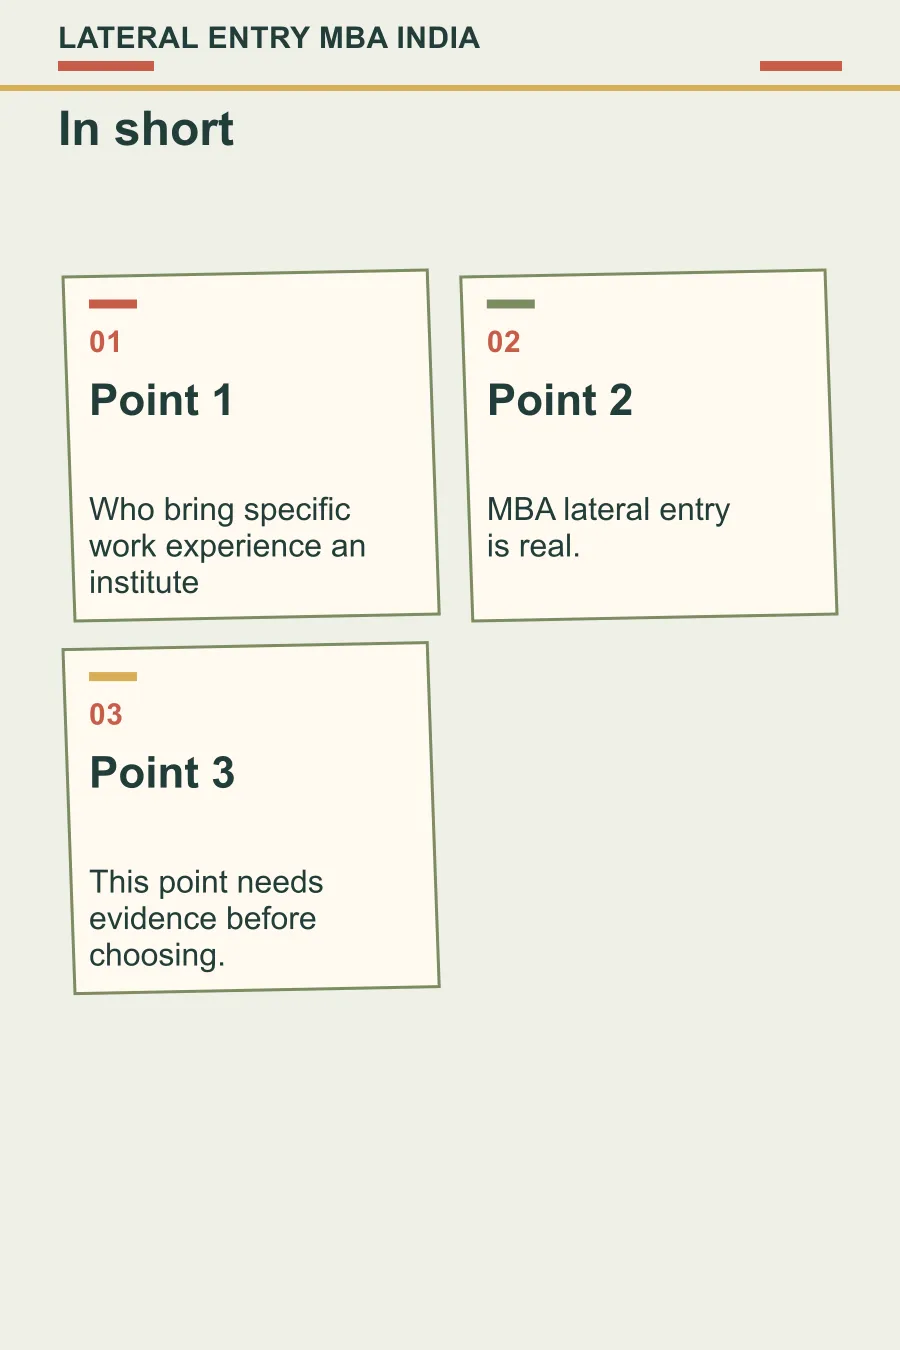 LATERAL ENTRY MBA INDIA
In short
01
Point 1
Who bring specific
work experience an
institute
02
Point 2
MBA lateral entry
is real.
03
Point 3
This point needs
evidence before
choosing.